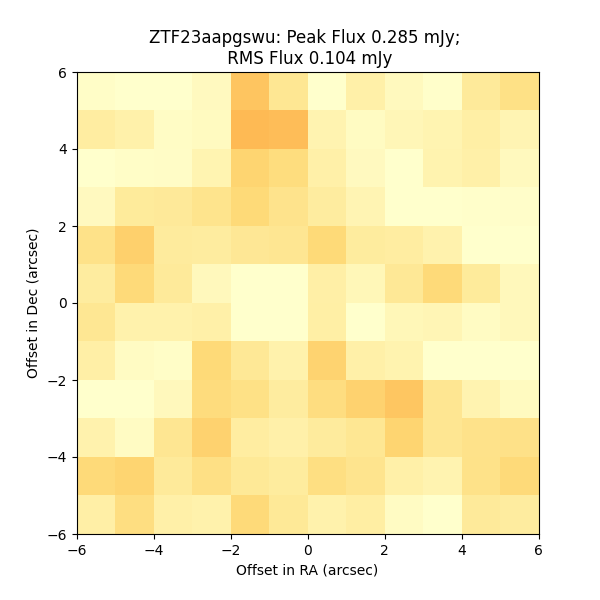 ZTF23aapgswu: Peak Flux 0.285 mJy;
RMS Flux 0.104 mJy
6
4
2
0
−2
−4
−6
Offset in Dec (arcsec)
−6 −4 −2 0 2 4 6
Offset in RA (arcsec)